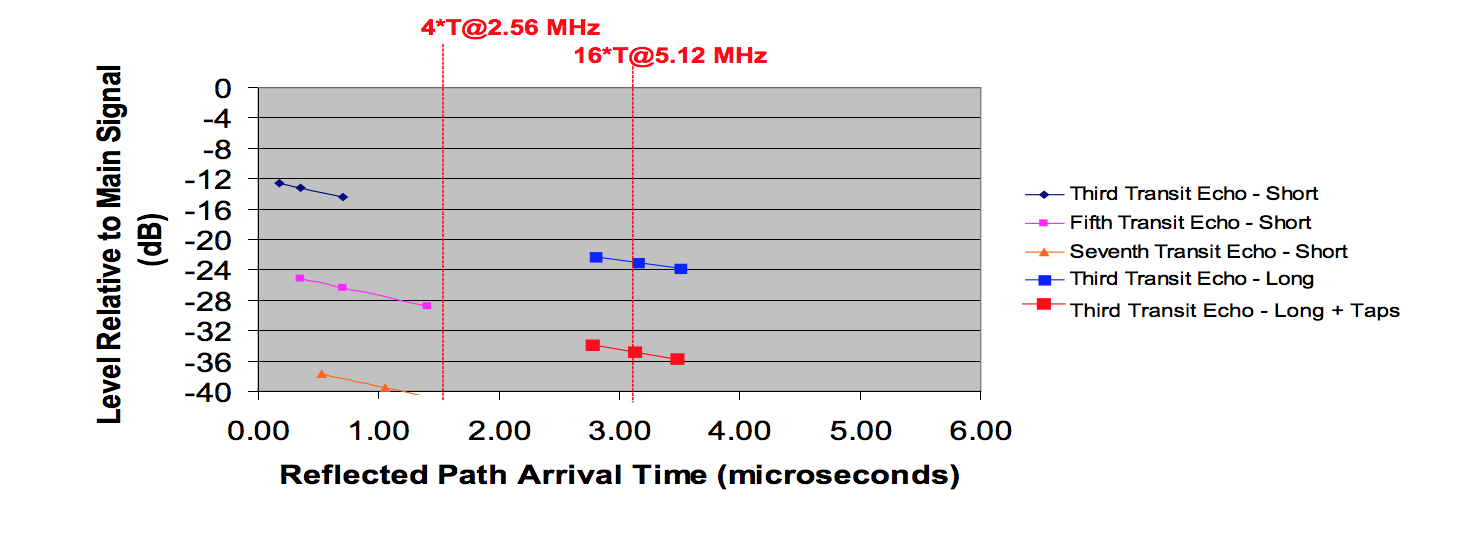 4*T@2.56 MHz
16*T@5.12 MHz
Level Relative to Main Signal
(dB)
0
-4
-8
-12
-16
-20
-24
-28
-32
-36
-40
0.00 1.00 2.00 3.00 4.00 5.00 6.00
Reflected Path Arrival Time (microseconds)
Third Transit Echo - Short
Fifth Transit Echo - Short
Seventh Transit Echo - Short
Third Transit Echo - Long
Third Transit Echo - Long + Taps